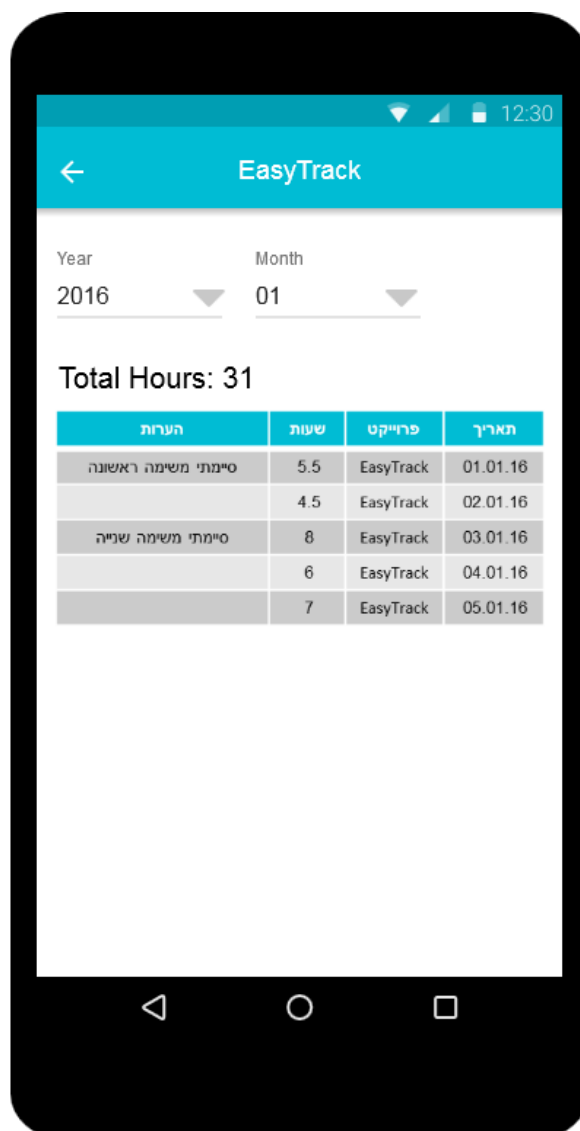 12:30
EasyTrack
Year Month
2016 01
Total Hours: 31
תאריך פרוייקט שעות הערות
01.01.16 EasyTrack 5.5 סיימתי משימה ראשונה
02.01.16 EasyTrack 4.5
03.01.16 EasyTrack 8 סיימתי משימה שנייה
04.01.16 EasyTrack 6
05.01.16 EasyTrack 7